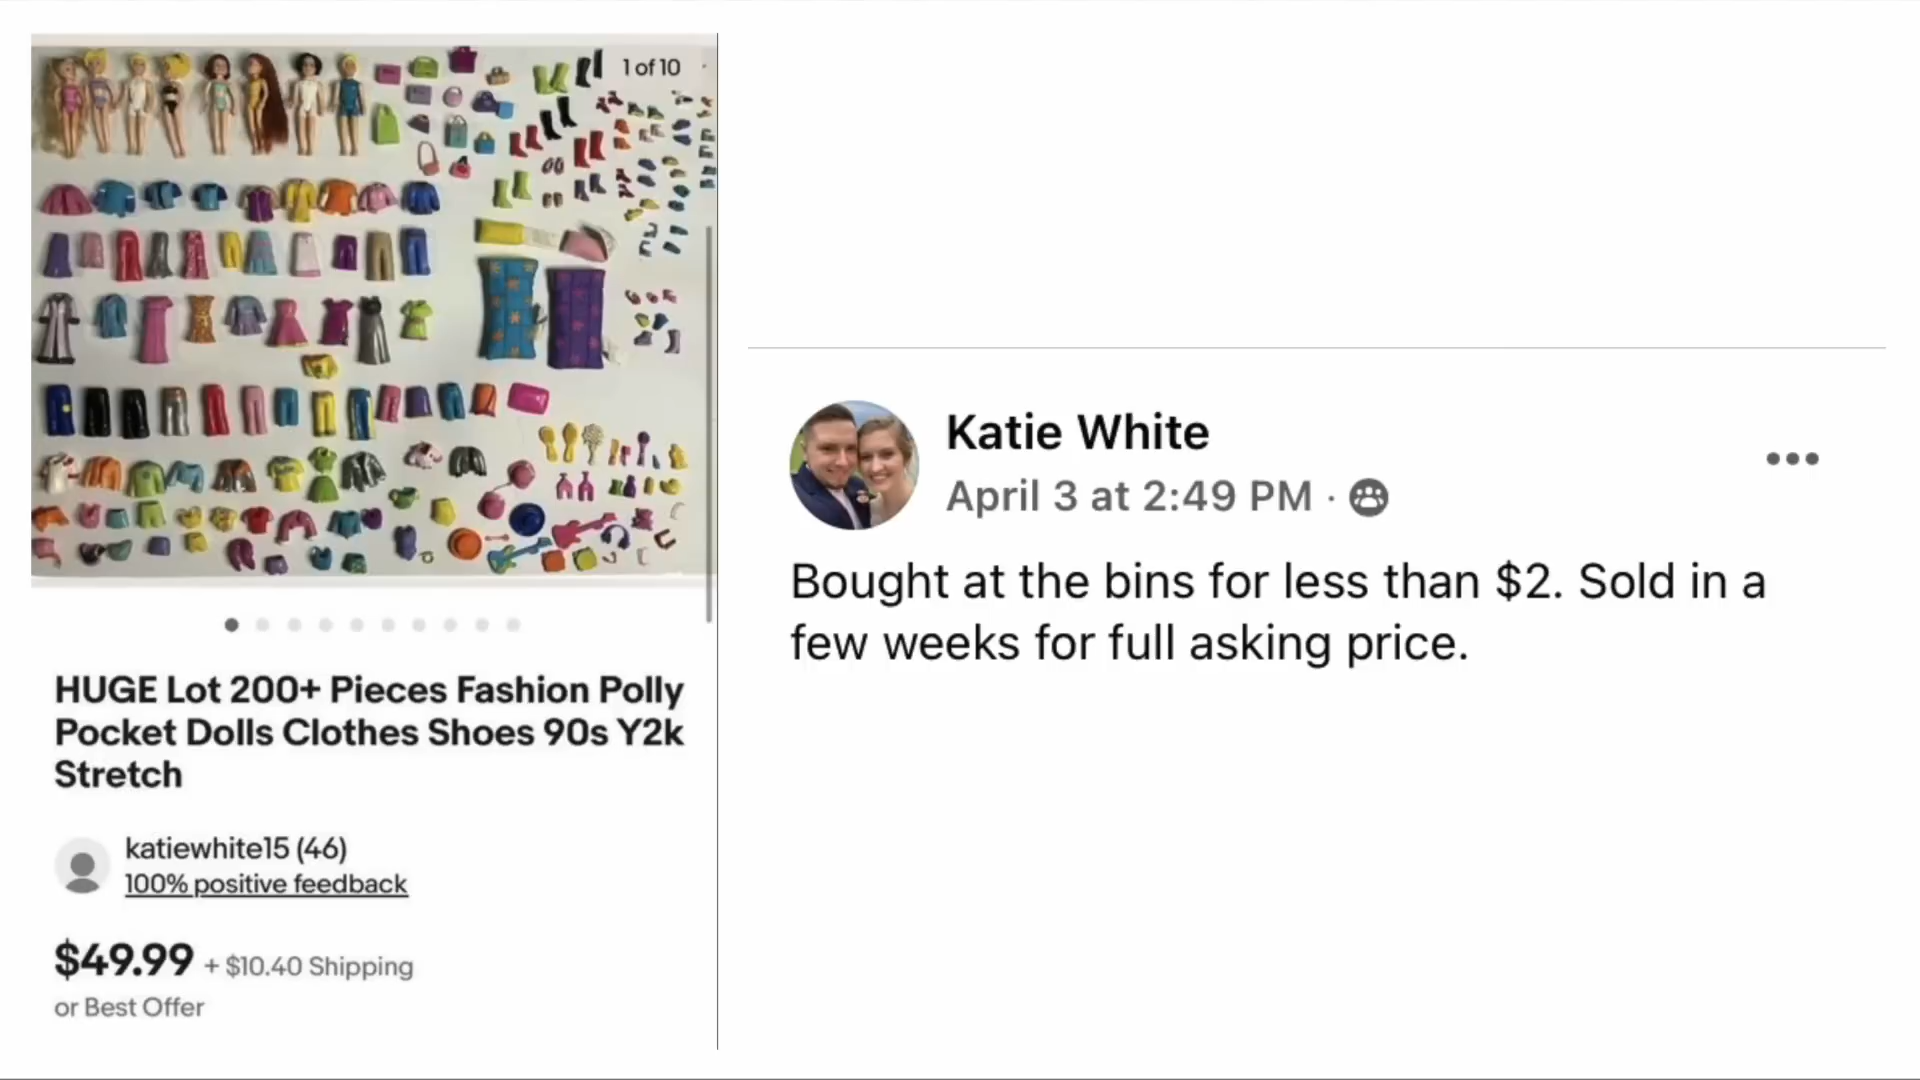 1 of 10
HUGE Lot 200+ Pieces Fashion Polly
Pocket Dolls Clothes Shoes 90s Y2k
Stretch
katiewhite15 (46)
100% positive feedback
$49.99 + $10.40 Shipping
or Best Offer
Katie White
April 3 at 2:49 PM ·
Bought at the bins for less than $2. Sold in a
few weeks for full asking price.